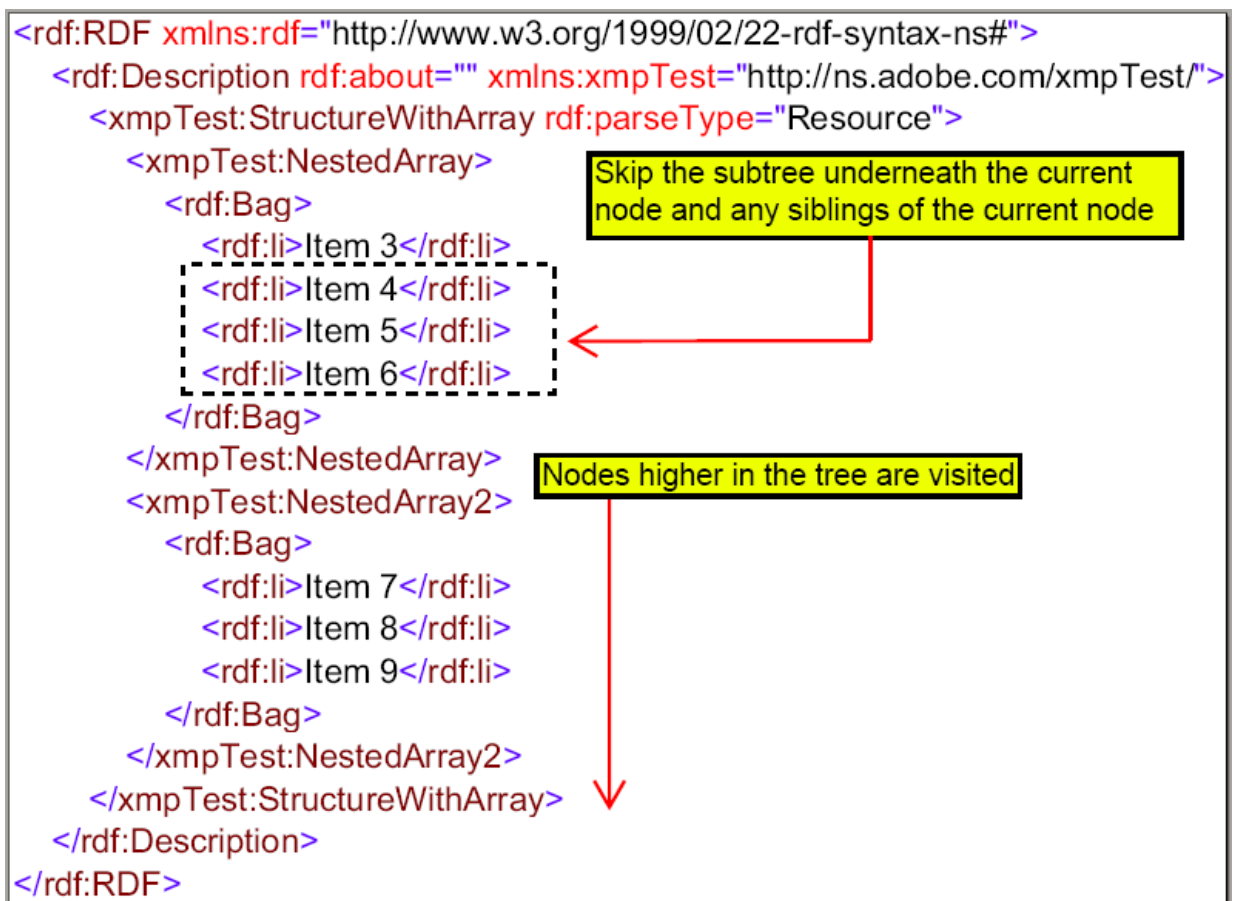 <rdf:RDF xmlns:rdf="http://www.w3.org/1999/02/22-rdf-syntax-ns#">
<rdf:Description rdf:about="" xmlns:xmpTest="http://ns.adobe.com/xmpTest/">
<xmpTest:StructureWithArray rdf:parseType="Resource">
<xmpTest:NestedArray>
Skip the subtree underneath the current
node and any siblings of the current node
<rdf:Bag>
<rdf:li>Item 3</rdf:li>
<rdf:li>Item 4</rdf:li>
<rdf:li>Item 5</rdf:li>
<rdf:li>Item 6</rdf:li>
</rdf:Bag>
</xmpTest:NestedArray>
Nodes higher in the tree are visited
<xmpTest:NestedArray2>
<rdf:Bag>
<rdf:li>Item 7</rdf:li>
<rdf:li>Item 8</rdf:li>
<rdf:li>Item 9</rdf:li>
</rdf:Bag>
</xmpTest:NestedArray2>
</xmpTest:StructureWithArray>
</rdf:Description>
</rdf:RDF>